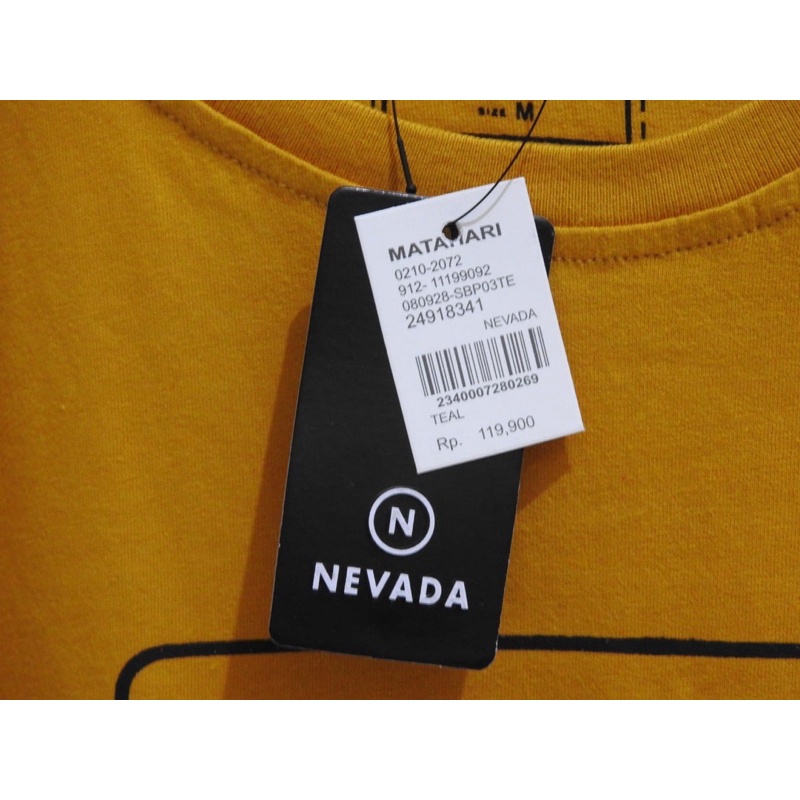 SIZE M
MATAHARI
0210-2072
912- 11199092
080928-SBP03TE
24918341
NEVADA
2340007280269
TEAL
Rp. 119,900
N
NEVADA